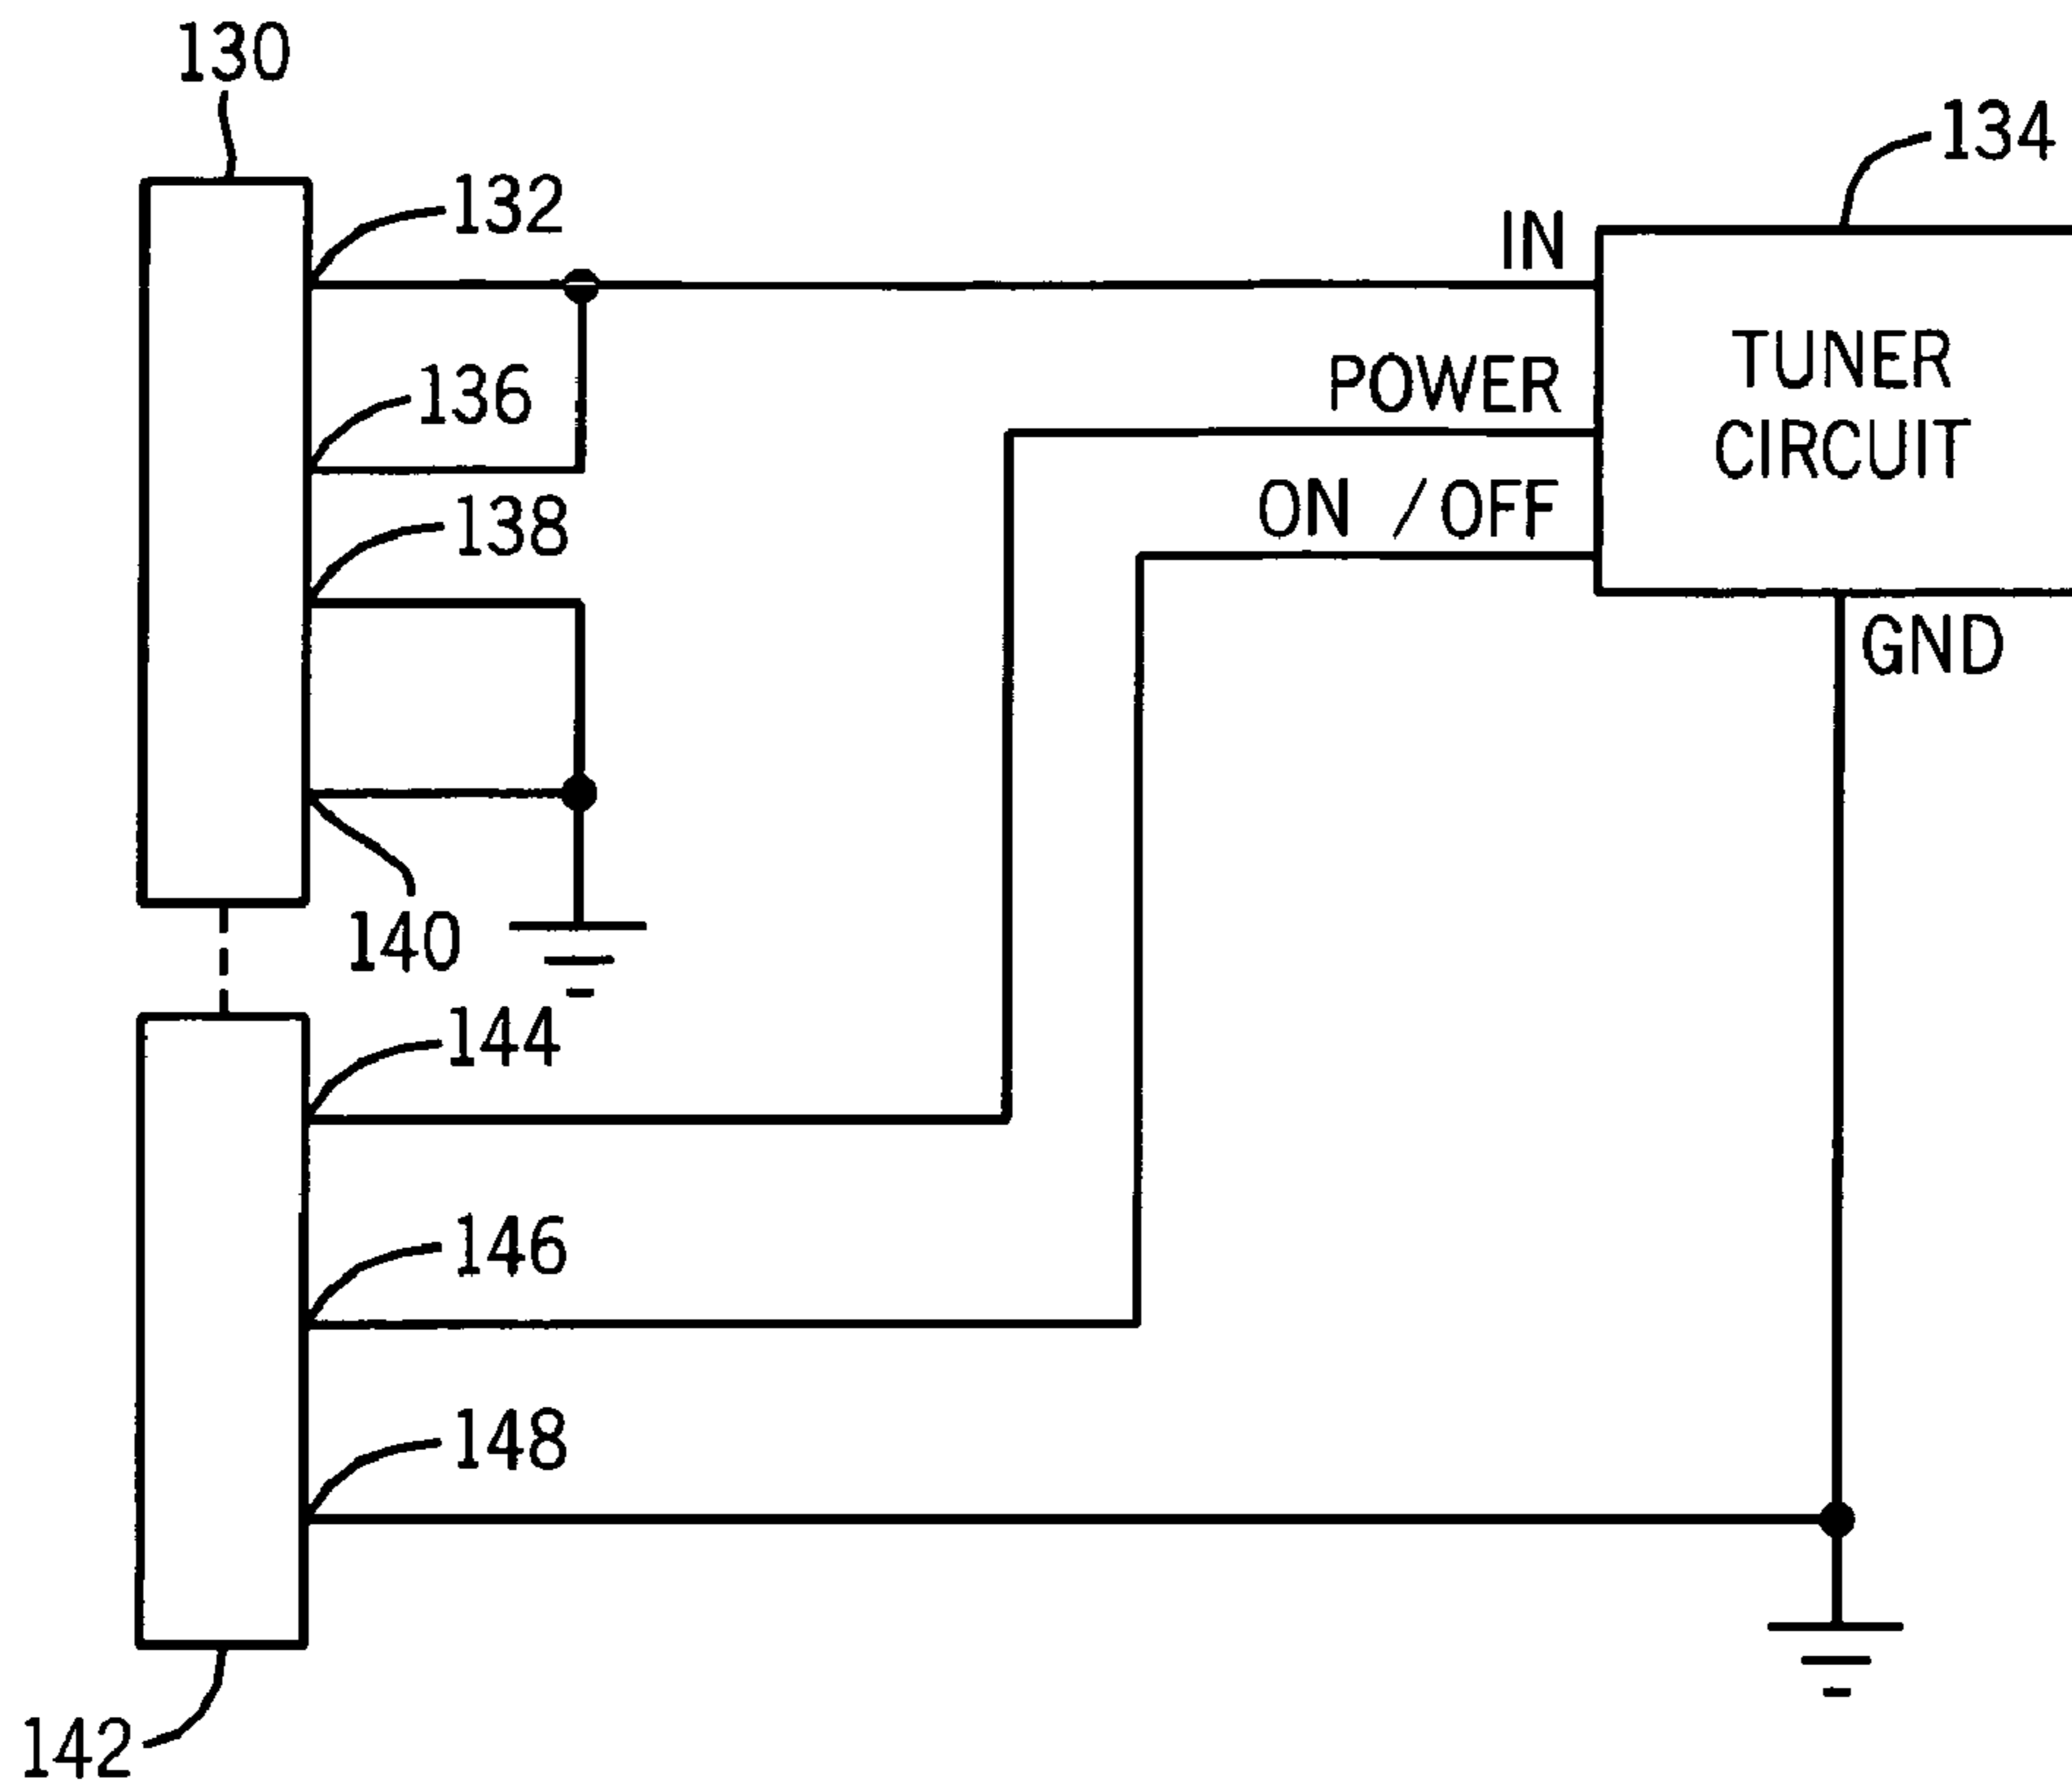 130
134
132
IN
TUNER
CIRCUIT
136
POWER
138
ON /OFF
GND
140
144
146
148
142